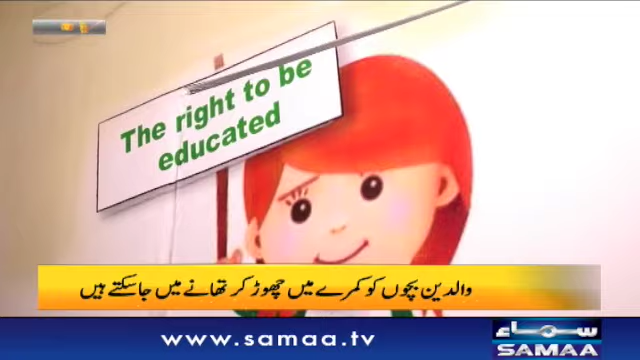 The right to be
educated
والدین بچوں کو کمرے میں چھوڑ کر تھانے میں جاسکتے ہیں
www.samaa.tv
سماء
SAMAA